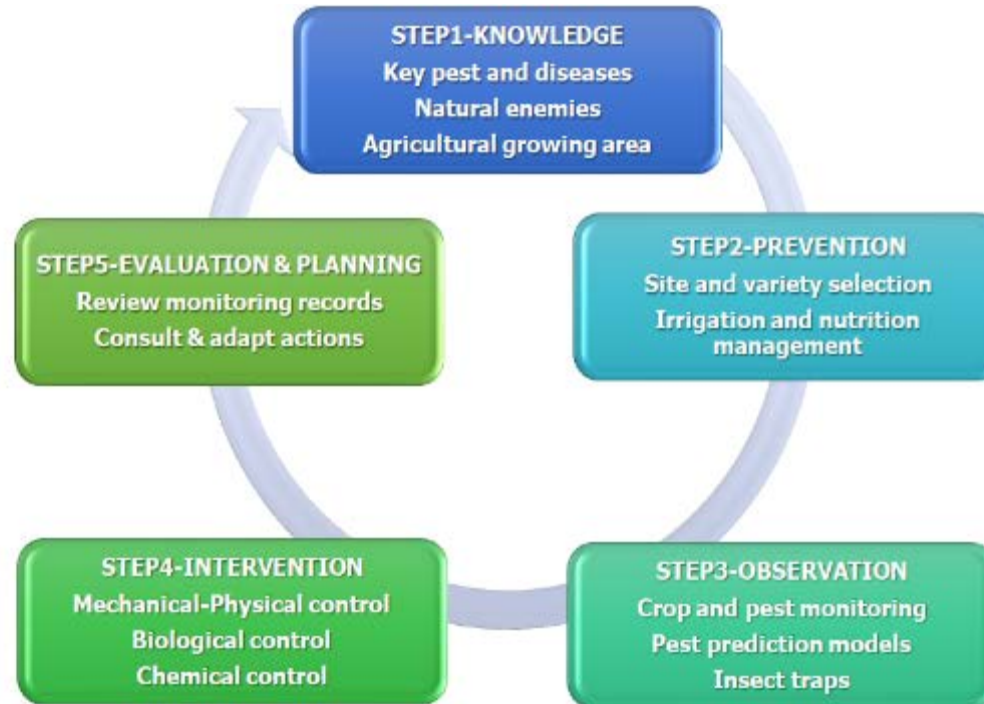 STEP1-KNOWLEDGE
Key pest and diseases
Natural enemies
Agricultural growing area
STEP2-PREVENTION
Site and variety selection
Irrigation and nutrition
management
STEP3-OBSERVATION
Crop and pest monitoring
Pest prediction models
Insect traps
STEP4-INTERVENTION
Mechanical-Physical control
Biological control
Chemical control
STEP5-EVALUATION & PLANNING
Review monitoring records
Consult & adapt actions